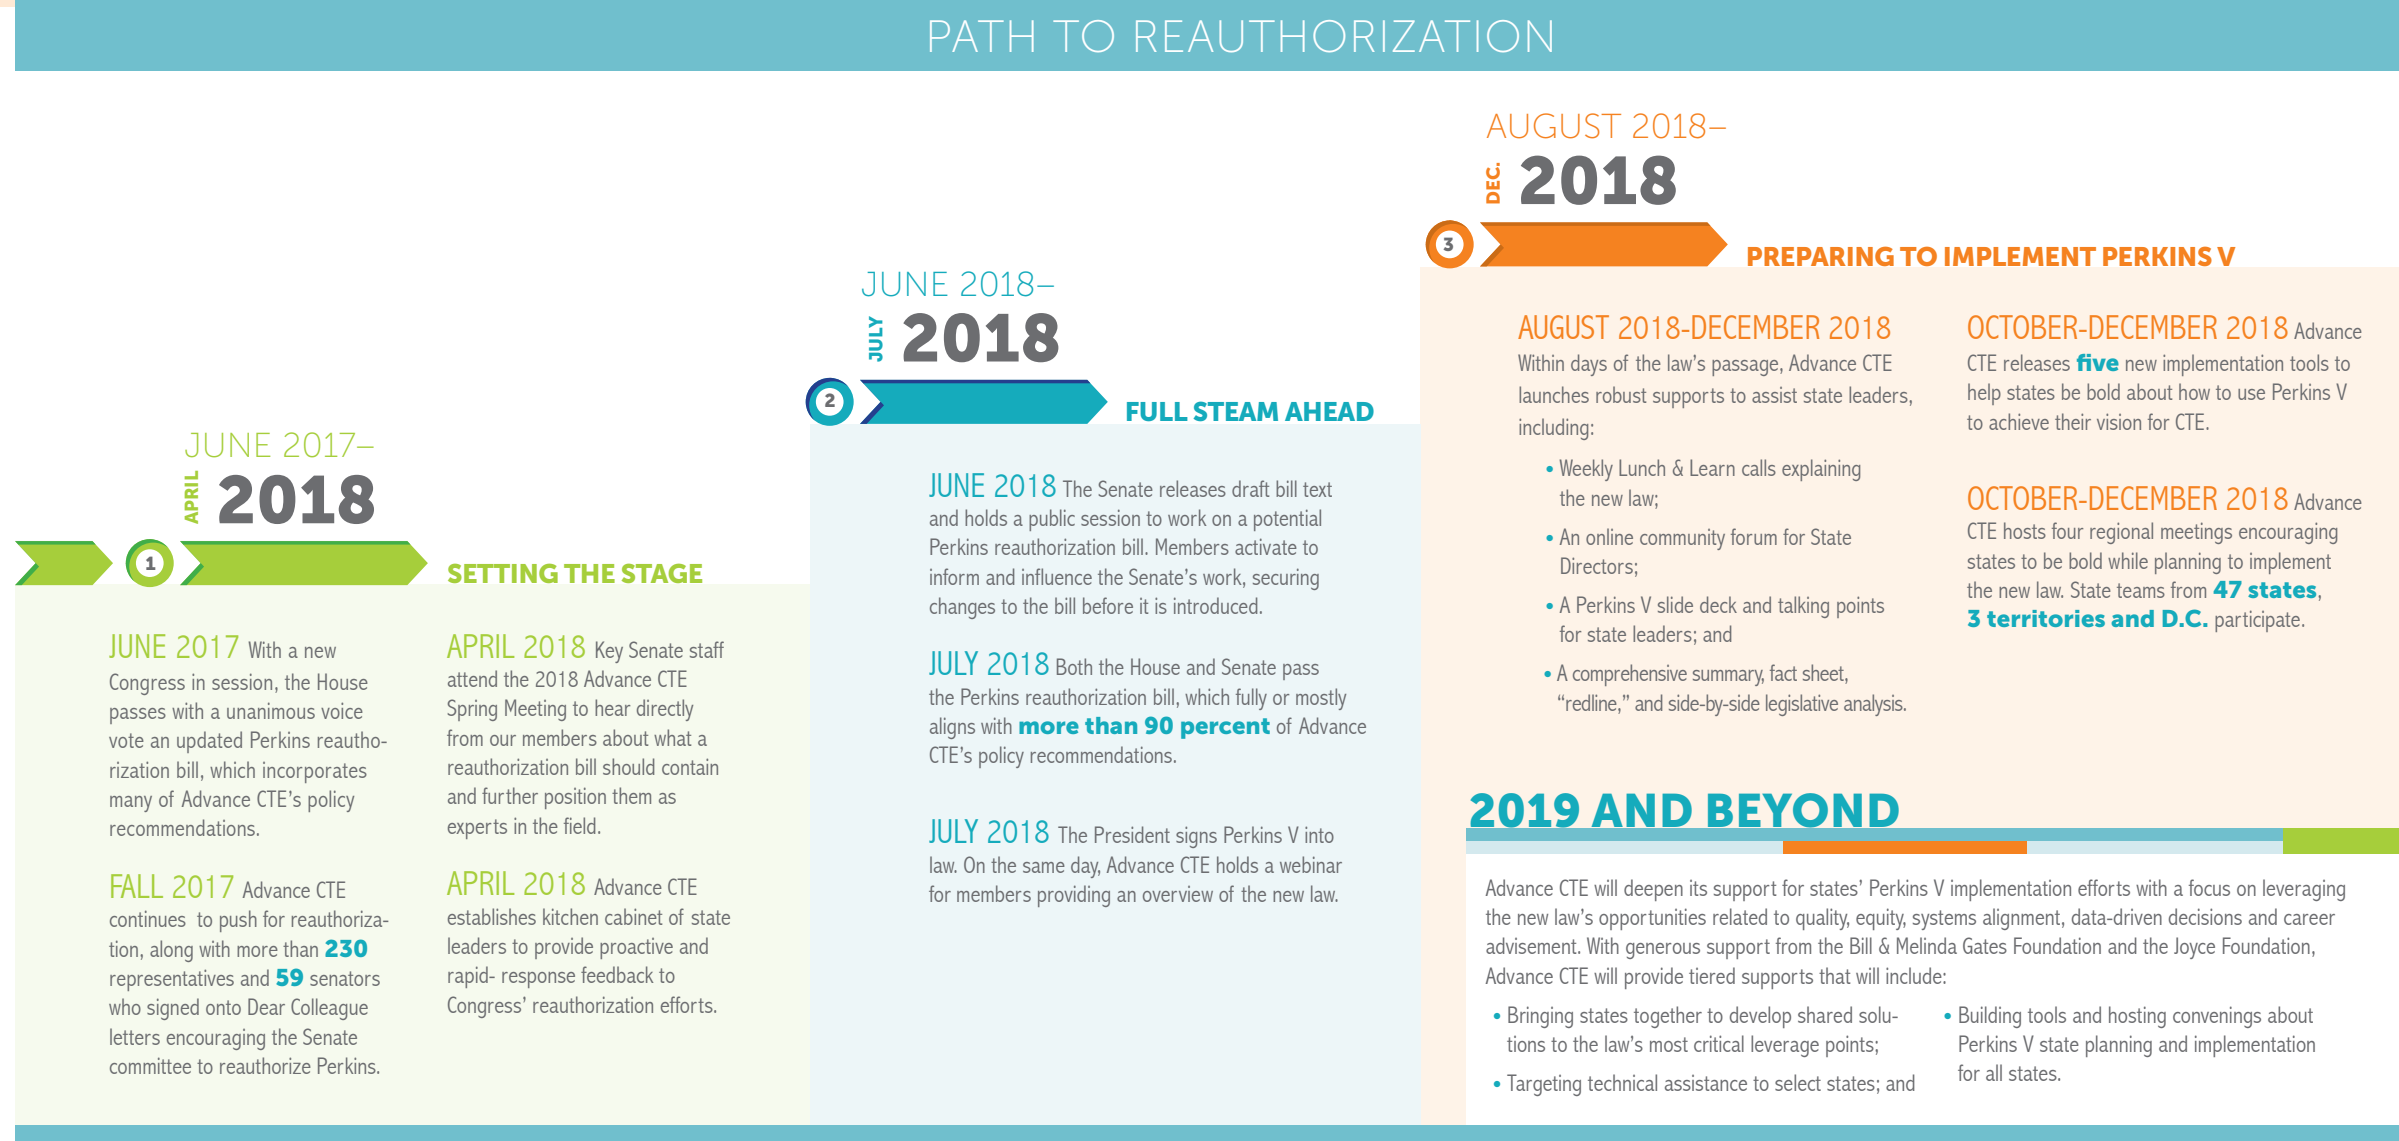 PATH TO REAUTHORIZATION
JUNE 2017–
APRIL 2018
1
SETTING THE STAGE
JUNE 2017 With a new
Congress in session, the House
passes with a unanimous voice
vote an updated Perkins reautho-
rization bill, which incorporates
many of Advance CTE's policy
recommendations.
FALL 2017 Advance CTE
continues to push for reauthoriza-
tion, along with more than 230
representatives and 59 senators
who signed onto Dear Colleague
letters encouraging the Senate
committee to reauthorize Perkins.
APRIL 2018 Key Senate staff
attend the 2018 Advance CTE
Spring Meeting to hear directly
from our members about what a
reauthorization bill should contain
and further position them as
experts in the field.
APRIL 2018 Advance CTE
establishes kitchen cabinet of state
leaders to provide proactive and
rapid- response feedback to
Congress' reauthorization efforts.
JUNE 2018–
JULY 2018
2
FULL STEAM AHEAD
JUNE 2018 The Senate releases draft bill text
and holds a public session to work on a potential
Perkins reauthorization bill. Members activate to
inform and influence the Senate's work, securing
changes to the bill before it is introduced.
JULY 2018 Both the House and Senate pass
the Perkins reauthorization bill, which fully or mostly
aligns with more than 90 percent of Advance
CTE's policy recommendations.
JULY 2018 The President signs Perkins V into
law. On the same day, Advance CTE holds a webinar
for members providing an overview of the new law.
AUGUST 2018–
DEC. 2018
3
PREPARING TO IMPLEMENT PERKINS V
AUGUST 2018-DECEMBER 2018
Within days of the law's passage, Advance CTE
launches robust supports to assist state leaders,
including:
• Weekly Lunch & Learn calls explaining
the new law;
• An online community forum for State
Directors;
• A Perkins V slide deck and talking points
for state leaders; and
• A comprehensive summary, fact sheet,
“redline,” and side-by-side legislative analysis.
OCTOBER-DECEMBER 2018 Advance
CTE releases five new implementation tools to
help states be bold about how to use Perkins V
to achieve their vision for CTE.
OCTOBER-DECEMBER 2018 Advance
CTE hosts four regional meetings encouraging
states to be bold while planning to implement
the new law. State teams from 47 states,
3 territories and D.C. participate.
2019 AND BEYOND
Advance CTE will deepen its support for states' Perkins V implementation efforts with a focus on leveraging
the new law's opportunities related to quality, equity, systems alignment, data-driven decisions and career
advisement. With generous support from the Bill & Melinda Gates Foundation and the Joyce Foundation,
Advance CTE will provide tiered supports that will include:
• Bringing states together to develop shared solu-
tions to the law's most critical leverage points;
• Targeting technical assistance to select states; and
• Building tools and hosting convenings about
Perkins V state planning and implementation
for all states.